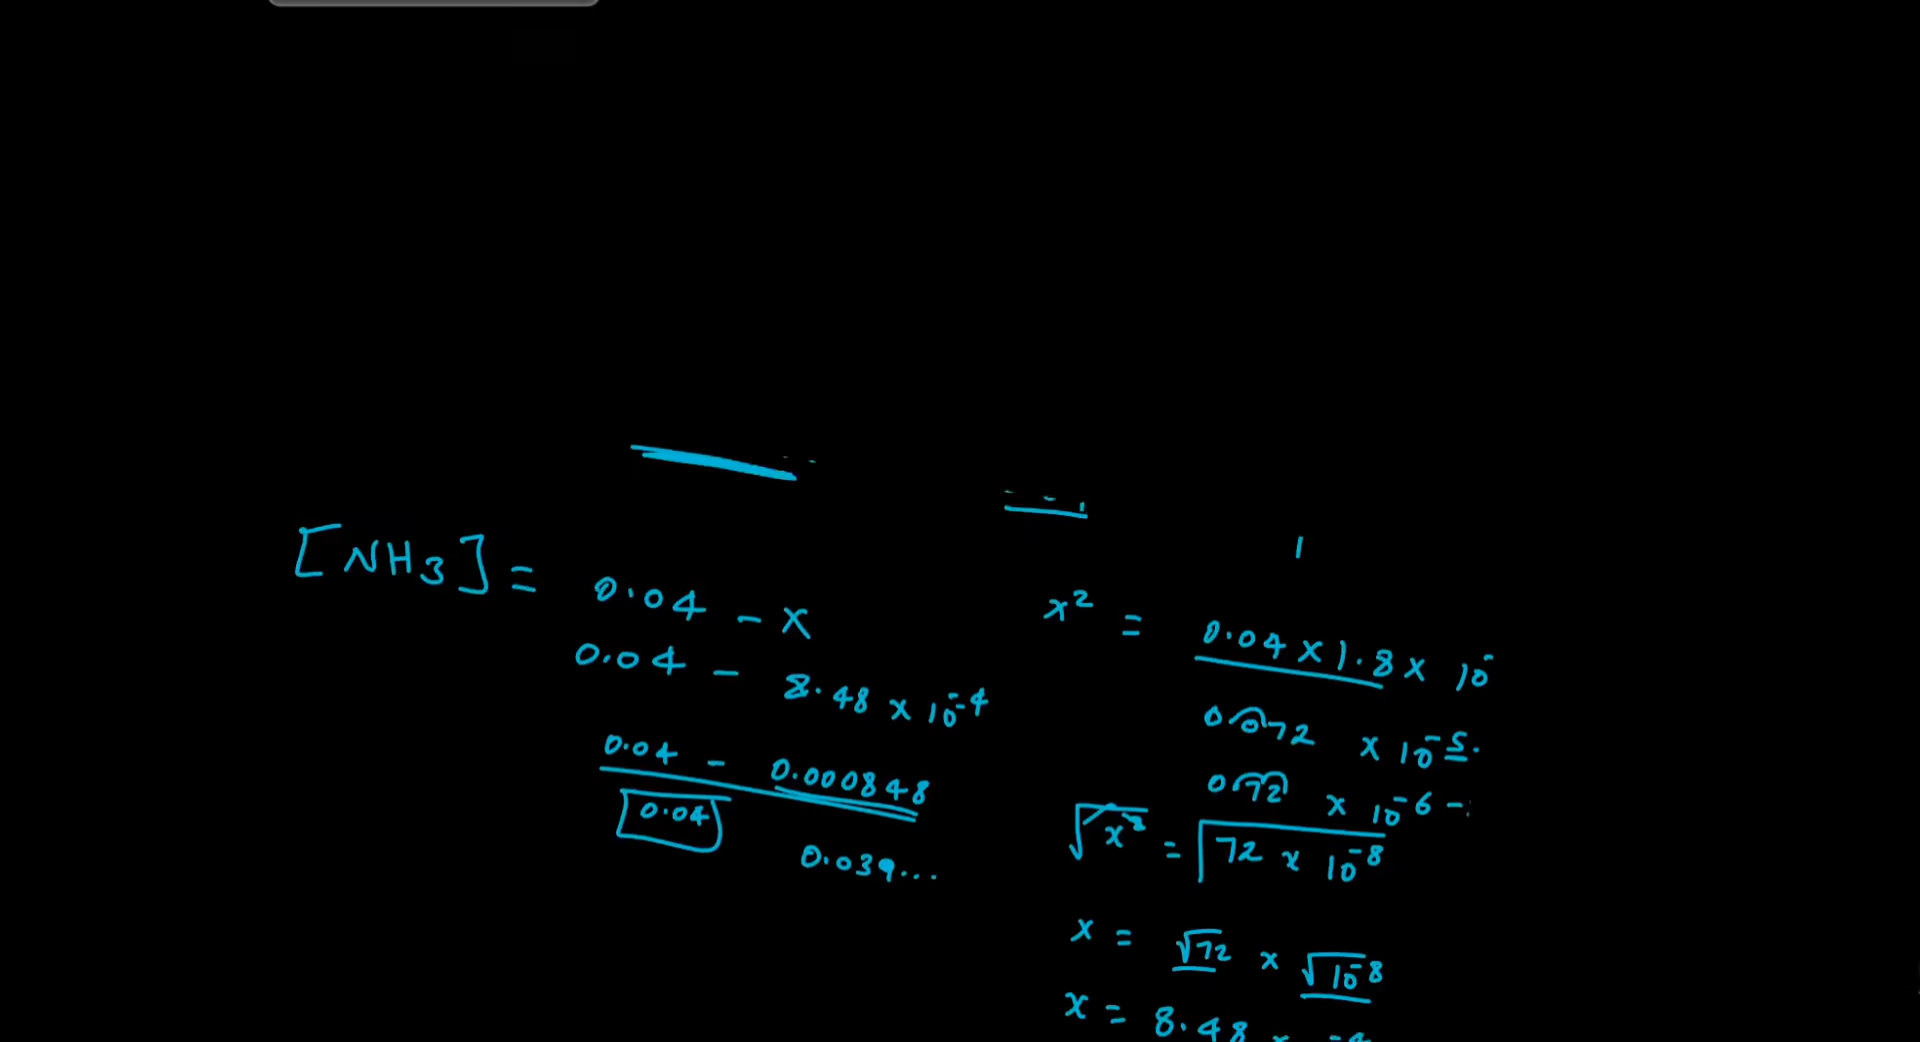 [NH3] = 0.04 - x
0.04 - 8.48 x 10^-4
0.04 - 0.000848
0.04
0.039...
x² = 0.04 x 1.8 x 10^-
0.072 x 10^-5.
0.72 x 10^-6
√x² = √72 x 10^-8
x = √72 x √10^-8
x = 8.48 x